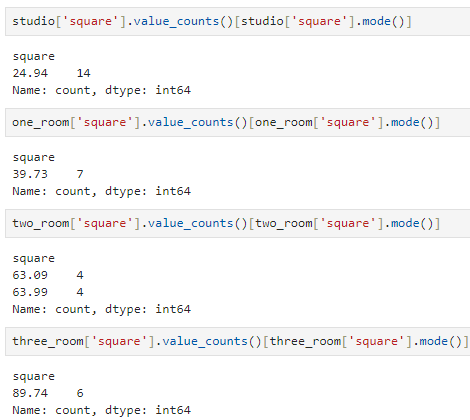 studio['square'].value_counts()[studio['square'].mode()]
square
24.94    14
Name: count, dtype: int64
one_room['square'].value_counts()[one_room['square'].mode()]
square
39.73    7
Name: count, dtype: int64
two_room['square'].value_counts()[two_room['square'].mode()]
square
63.09    4
63.99    4
Name: count, dtype: int64
three_room['square'].value_counts()[three_room['square'].mode()]
square
89.74    6
Name: count, dtype: int64